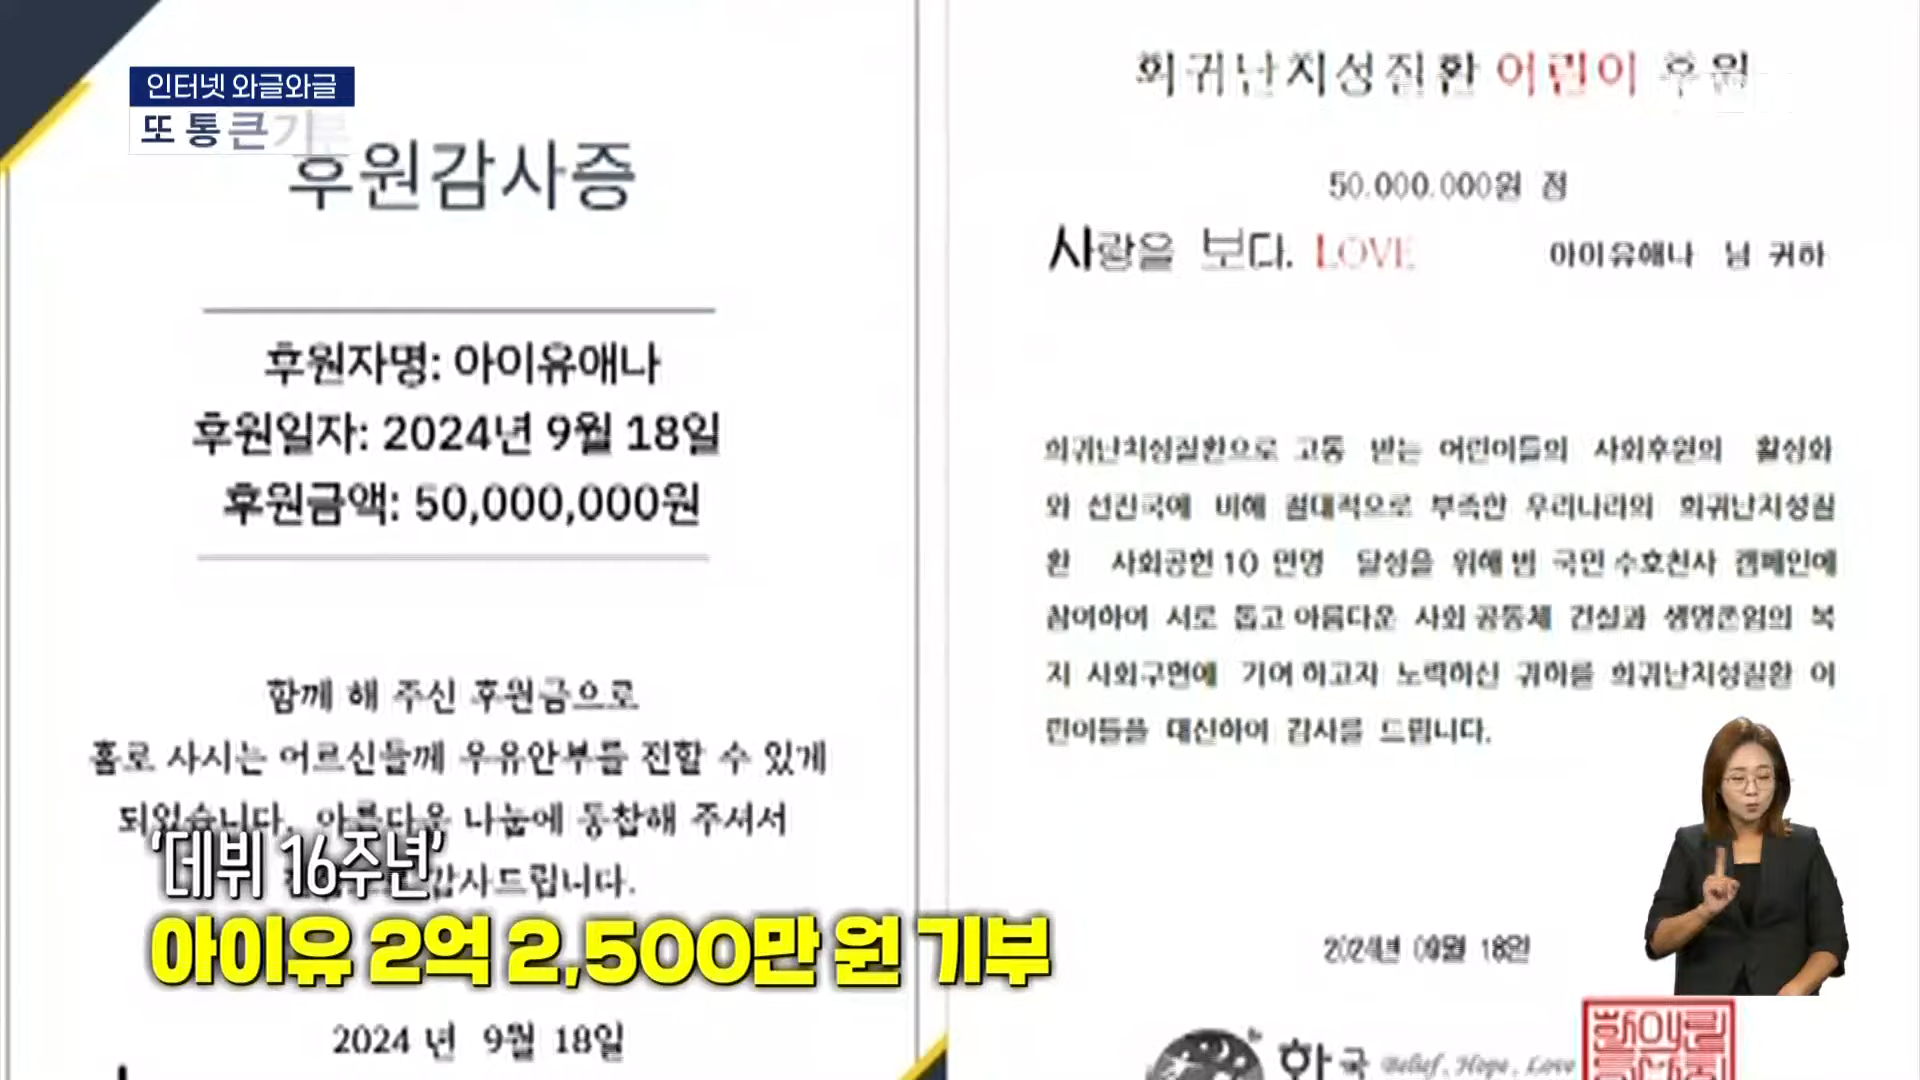 인터넷 와글와글
또 통 큰 기
후원감사증
후원자명: 아이유애나
후원일자: 2024년 9월 18일
후원금액: 50,000,000원
함께 해 주신 후원금으로
홀로 사시는 어르신들께 우유안부를 전할 수 있게
되었습니다. 아름다운 나눔에 동참해 주셔서
감사드립니다.
'데뷔 16주년'
아이유 2억 2,500만 원 기부
2024 년 9월 18일
희귀난치성질환 어린이 후원
50.000.000원 정
사랑을 보다. LOVE 아이유애나 님 귀하
희귀난치성질환으로 고통 받는 어린이들의 사회후원의 활성화
와 선진국에 비해 절대적으로 부족한 우리나라의 희귀난치성질
환 사회공헌 10 만명 달성을 위해 범 국민 수호천사 캠페인에
참여하여 서로 돕고 아름다운 사회 공동체 건설과 생명존엄의 복
지 사회구현에 기여 하고자 노력하신 귀하를 희귀난치성질환 어
린이들을 대신하여 감사를 드립니다.
2024년 09월 18일
한국 Belief, Hope, Love